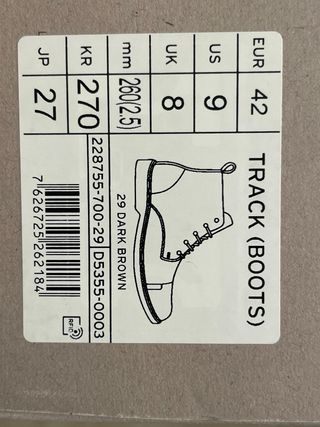 TRACK (BOOTS)
EUR US UK mm KR JP
42 9 8 260(2.5) 270 27
29 DARK BROWN
228755-700-29 D5355-0003
7 626725 262184
RFID